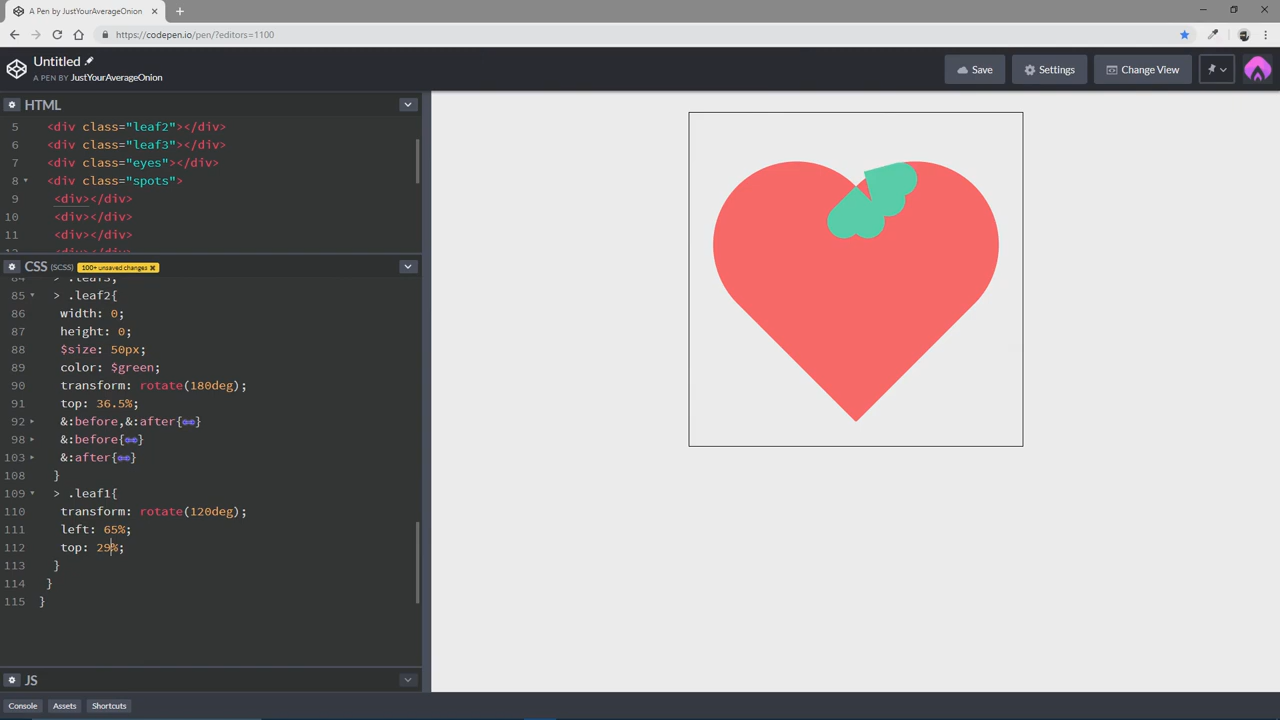 A Pen by JustYourAverageOnion
https://codepen.io/pen/?editors=1100
Untitled
A PEN BY JustYourAverageOnion
Save
Settings
Change View
HTML
5 <div class="leaf2"></div>
6 <div class="leaf3"></div>
7 <div class="eyes"></div>
8 <div class="spots">
9 <div></div>
10 <div></div>
11 <div></div>
CSS (SCSS) 100+ unsaved changes ×
85 > .leaf2{
86 width: 0;
87 height: 0;
88 $size: 50px;
89 color: $green;
90 transform: rotate(180deg);
91 top: 36.5%;
92 &:before,&:after{}
98 &:before{}
103 &:after{}
108 }
109 > .leaf1{
110 transform: rotate(120deg);
111 left: 65%;
112 top: 29%;
113 }
114 }
115 }
JS
Console
Assets
Shortcuts